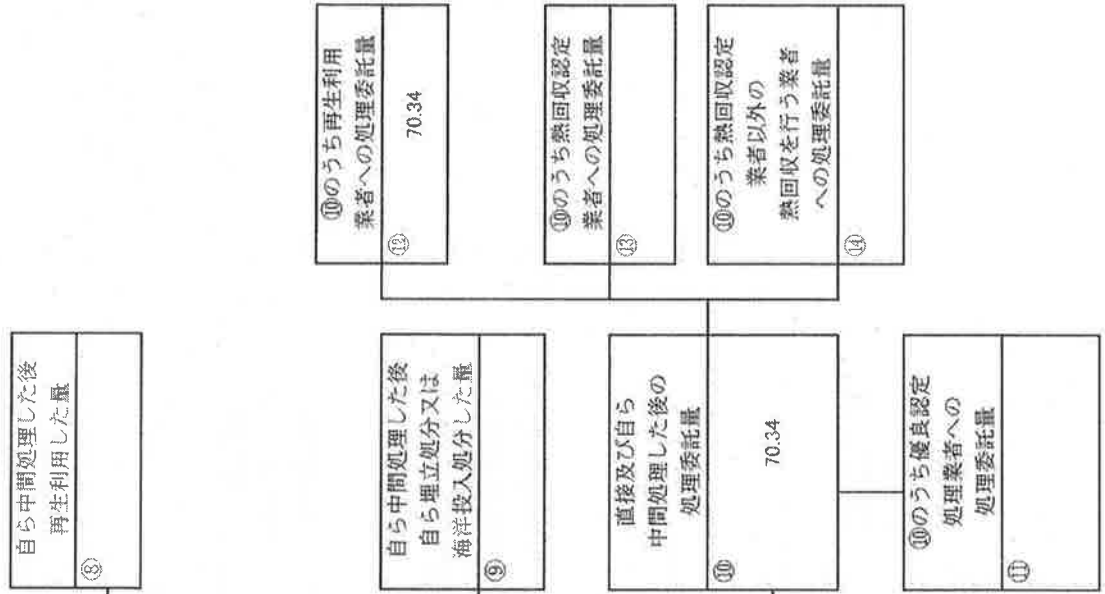 自ら中間処理した後
再生利用した量
⑧
自ら中間処理した後
自ら埋立処分又は
海洋投入処分した量
⑨
直接及び自ら
中間処理した後の
処理委託量
⑩
70.34
⑩のうち優良認定
処理業者への
処理委託量
⑪
⑩のうち再生利用
業者への処理委託量
⑫
70.34
⑩のうち熱回収認定
業者への処理委託量
⑬
⑩のうち熱回収認定
業者以外の
熱回収を行う業者
への処理委託量
⑭